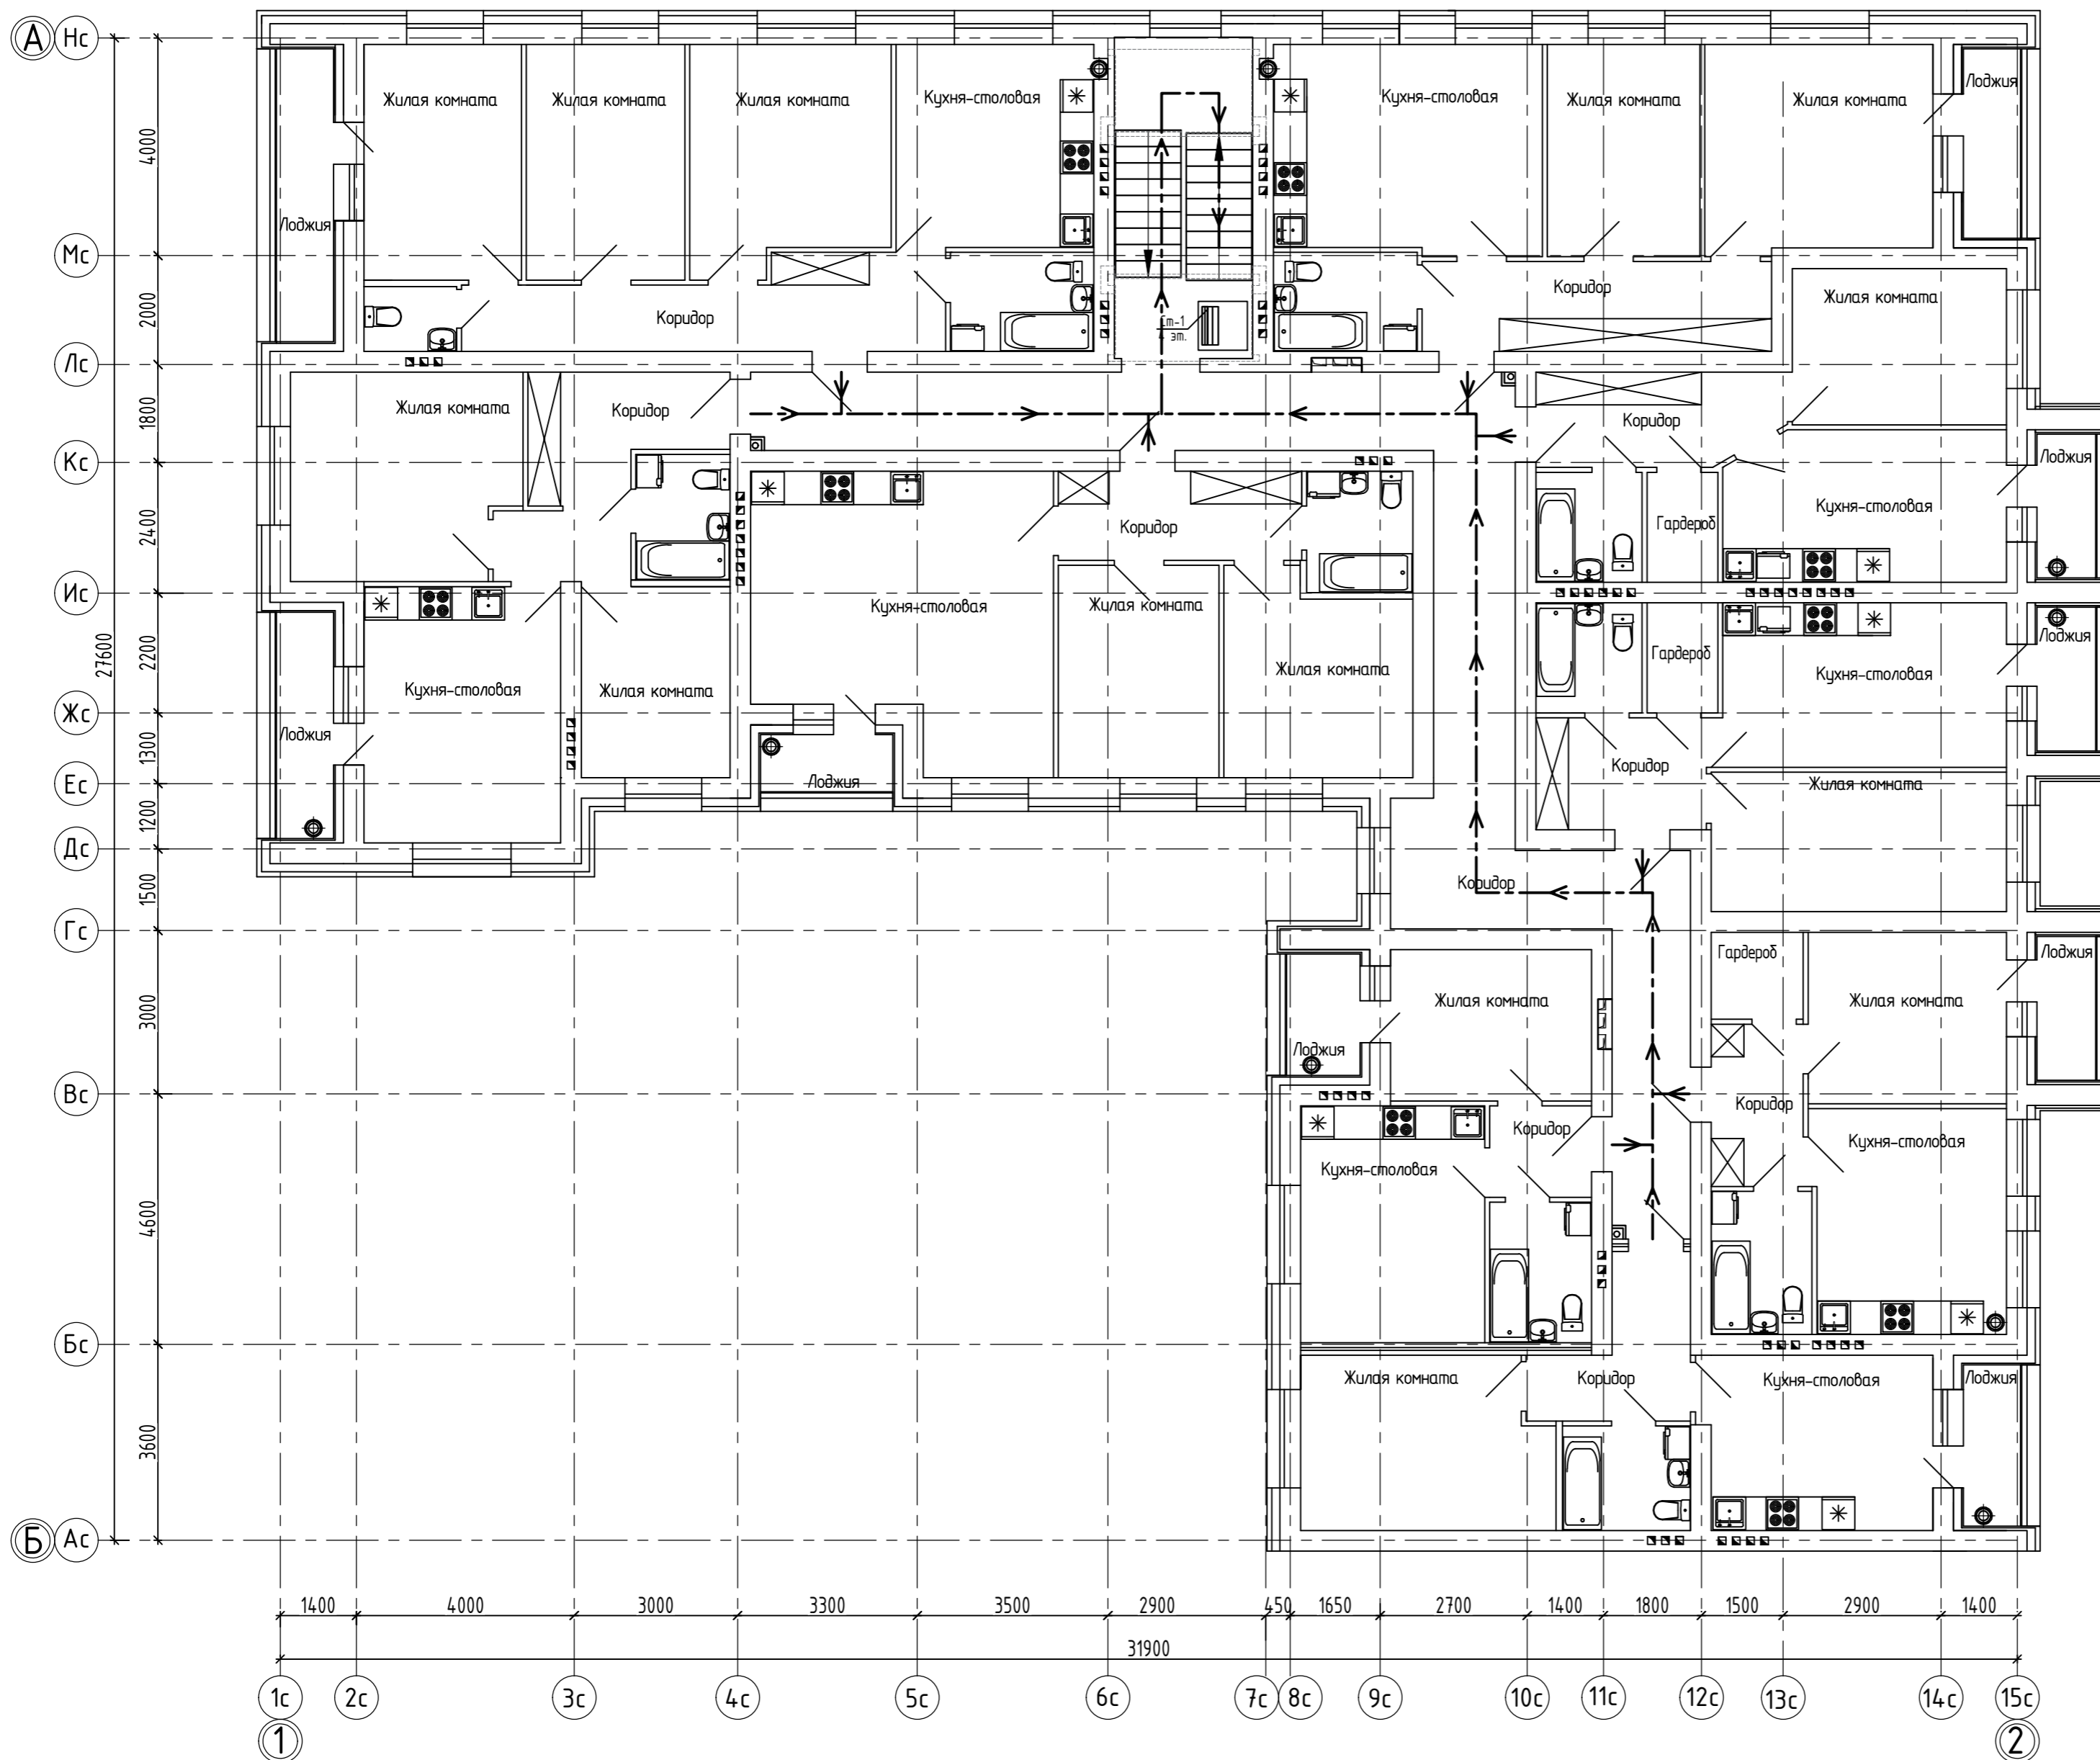 А Нс
Жилая комната
Жилая комната
Жилая комната
Кухня-столовая
Кухня-столовая
Жилая комната
Жилая комната
Лоджия
4000
Лоджия
Мс
2000
Коридор
Коридор
Жилая комната
Ст-1
эт.
Лс
1800
Жилая комната
Коридор
Коридор
Кс
Лоджия
2400
Коридор
Гардероб
Кухня-столовая
Ис
27600
2200
Кухня-столовая
Жилая комната
Гардероб
Лоджия
Кухня-столовая
Жилая комната
Жилая комната
Кухня-столовая
Жс
1300
Лоджия
Коридор
Ес
Лоджия
Жилая комната
1200
Дс
1500
Коридор
Гс
Гардероб
Лоджия
3000
Жилая комната
Жилая комната
Лоджия
Вс
Коридор
Коридор
Кухня-столовая
Кухня-столовая
4600
Бс
Жилая комната
Коридор
Кухня-столовая
Лоджия
3600
Б Ас
1400 4000 3000 3300 3500 2900 450 1650 2700 1400 1800 1500 2900 1400
31900
1с 2с 3с 4с 5с 6с 7с 8с 9с 10с 11с 12с 13с 14с 15с
1 2